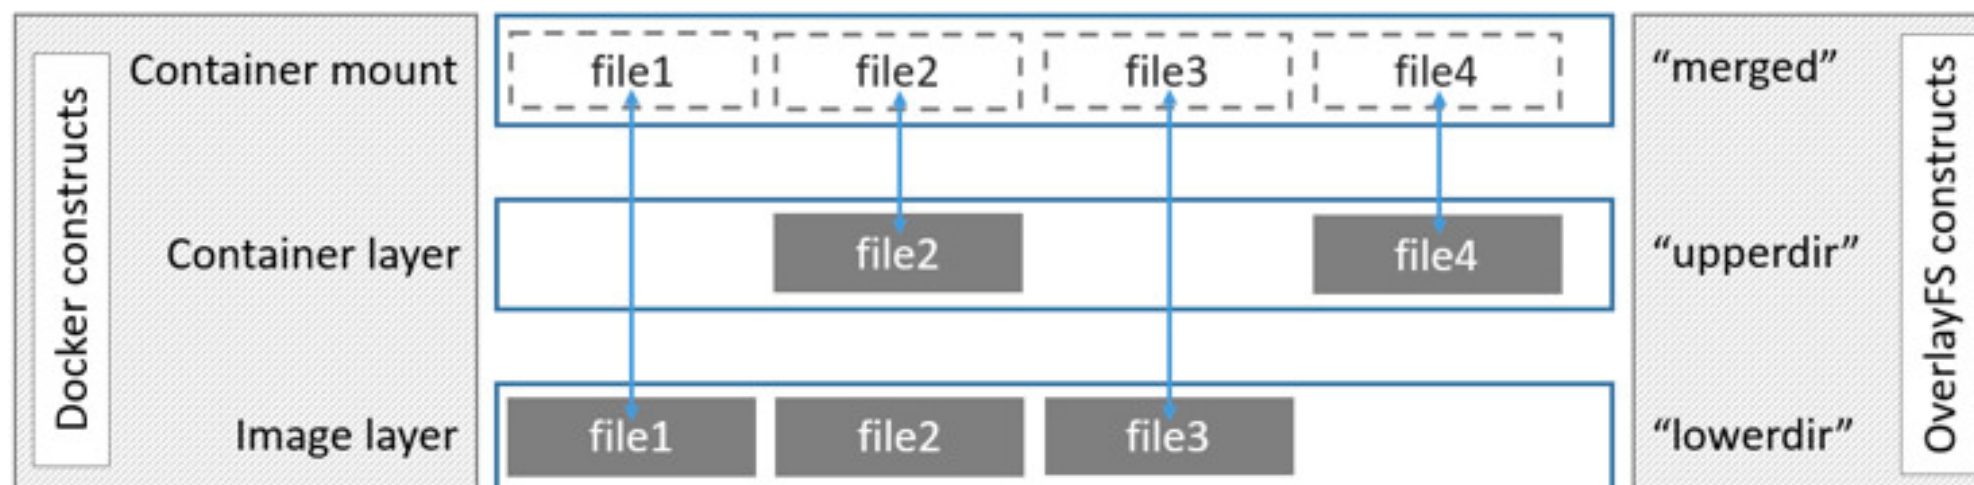 Docker constructs
Container mount
file1 file2 file3 file4
"merged"
Container layer
file2 file4
"upperdir"
Image layer
file1 file2 file3
"lowerdir"
OverlayFS constructs